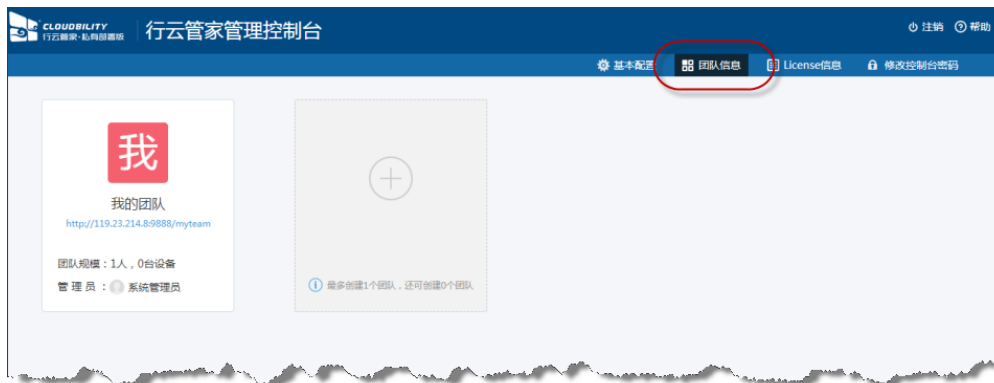 CLOUDBILITY
行云管家·私有部署版
行云管家管理控制台
注销 帮助
基本配置 团队信息 License信息 修改控制台密码
我
我的团队
http://119.23.214.8:9888/myteam
团队规模：1人，0台设备
管 理 员 ： 系统管理员
最多创建1个团队，还可创建0个团队